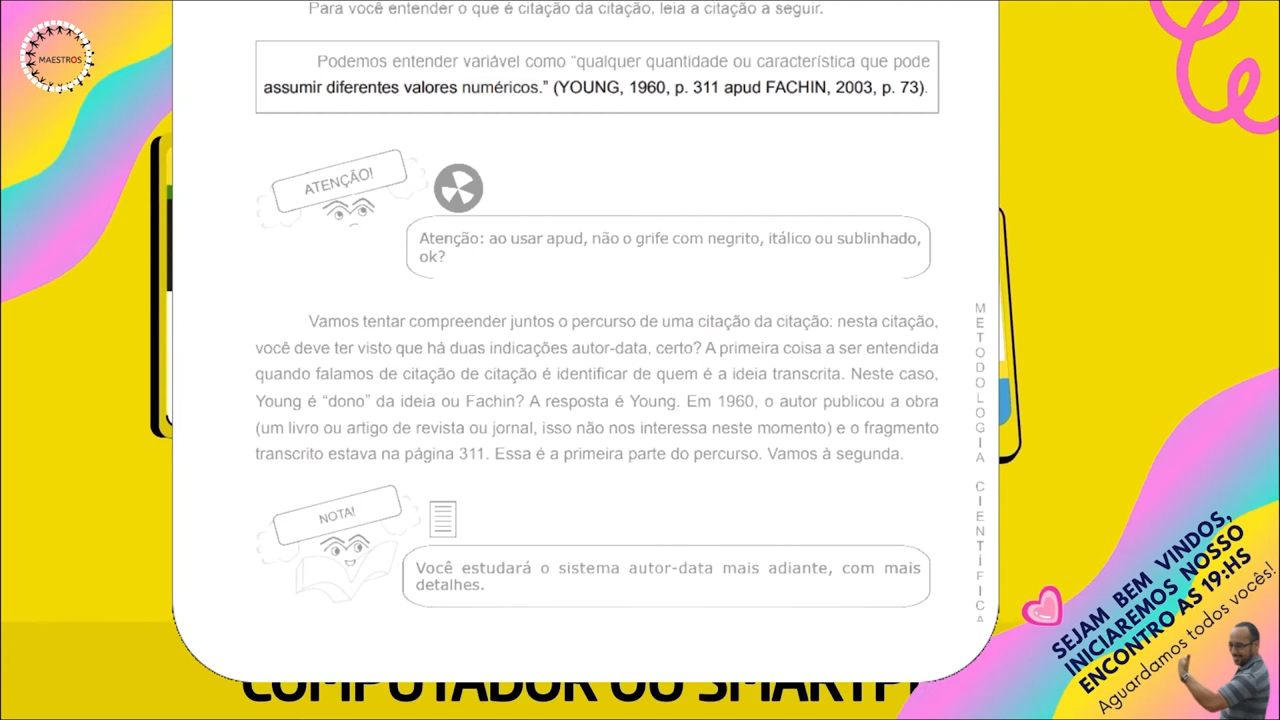 MAESTROS
Para você entender o que é citação da citação, leia a citação a seguir.
Podemos entender variável como “qualquer quantidade ou característica que pode
assumir diferentes valores numéricos.” (YOUNG, 1960, p. 311 apud FACHIN, 2003, p. 73).
ATENÇÃO!
Atenção: ao usar apud, não o grife com negrito, itálico ou sublinhado,
ok?
Vamos tentar compreender juntos o percurso de uma citação da citação: nesta citação,
você deve ter visto que há duas indicações autor-data, certo? A primeira coisa a ser entendida
quando falamos de citação de citação é identificar de quem é a ideia transcrita. Neste caso,
Young é “dono” da ideia ou Fachin? A resposta é Young. Em 1960, o autor publicou a obra
(um livro ou artigo de revista ou jornal, isso não nos interessa neste momento) e o fragmento
transcrito estava na página 311. Essa é a primeira parte do percurso. Vamos à segunda.
NOTA!
Você estudará o sistema autor-data mais adiante, com mais
detalhes.
METODOLOGIA CIENTÍFICA
SEJAM BEM VINDOS,
INICIAREMOS NOSSO
ENCONTRO AS 19:HS
Aguardamos todos vocês!
COMPUTADOR OU SMARTP